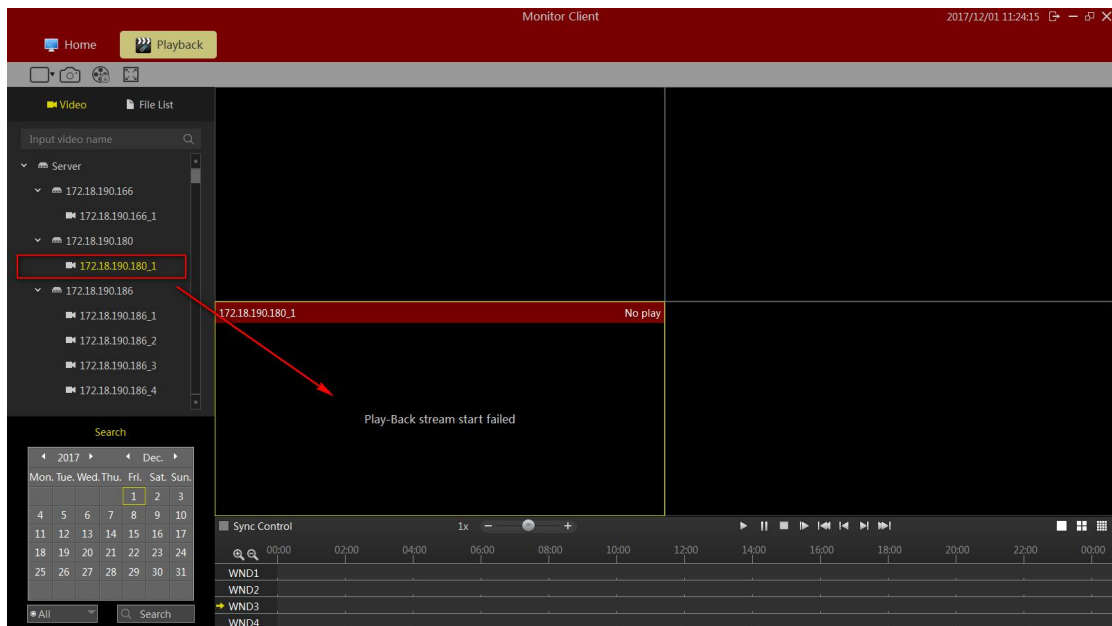 Monitor Client
2017/12/01 11:24:15
Home
Playback
Video
File List
Input video name
Server
172.18.190.166
172.18.190.166_1
172.18.190.180
172.18.190.180_1
172.18.190.186
172.18.190.186_1
172.18.190.186_2
172.18.190.186_3
172.18.190.186_4
172.18.190.180_1 No play
Play-Back stream start failed
Search
2017 Dec.
Mon. Tue. Wed. Thu. Fri. Sat. Sun.
1 2 3
4 5 6 7 8 9 10
11 12 13 14 15 16 17
18 19 20 21 22 23 24
25 26 27 28 29 30 31
All
Search
Sync Control
1x
00:00 02:00 04:00 06:00 08:00 10:00 12:00 14:00 16:00 18:00 20:00 22:00 00:00
WND1
WND2
WND3
WND4